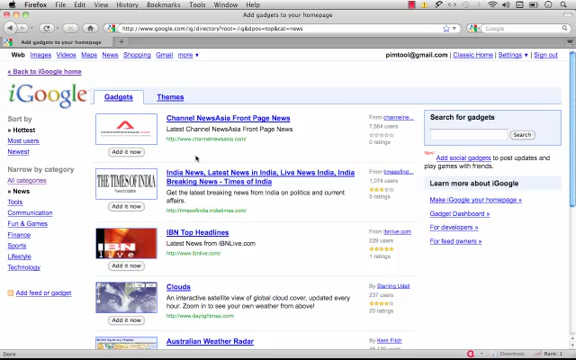 Firefox File Edit View History Bookmarks Tools Window Help
Add gadgets to your homepage
http://www.google.com/ig/directory?root=/ig&dpos=top&cat=news
Google
Add gadgets to your homepage
Web Images Videos Maps News Shopping Gmail more ▾
pimtool@gmail.com | Classic Home | Settings ▾ | Sign out
« Back to iGoogle home
iGoogle
Gadgets Themes
Sort by
» Hottest
Most users
Newest
Narrow by category
All categories
» News
Tools
Communication
Fun & Games
Finance
Sports
Lifestyle
Technology
Add feed or gadget
Channel NewsAsia Front Page News
Latest Channel NewsAsia Front Page News
http://www.channelnewsasia.com/
Add it now
From channelne...
users
0 ratings
THE TIMES OF INDIA
India News, Latest News in India, Live News India, India
Breaking News - Times of India
Get the latest breaking news from India on politics and current
affairs.
http://timesofindia.indiatimes.com/
Add it now
From timesofind...
1,074 users
5 ratings
IBN
LIVE
IBN Top Headlines
Latest News from IBNLive.com
http://www.ibnlive.com/
Add it now
From ibnlive.com
229 users
1 ratings
Clouds
An interactive satellite view of global cloud cover, updated every
hour. Zoom in to see your own weather from above!
http://www.daylightmap.com/
Add it now
By Sterling Udell
237 users
20 ratings
Australian Weather Radar
By Kent Fitch
Search for gadgets
Search
New!
Add social gadgets to post updates and
play games with friends.
Learn more about iGoogle
Make iGoogle your homepage »
Gadget Dashboard »
For developers »
For feed owners »
Done
Download